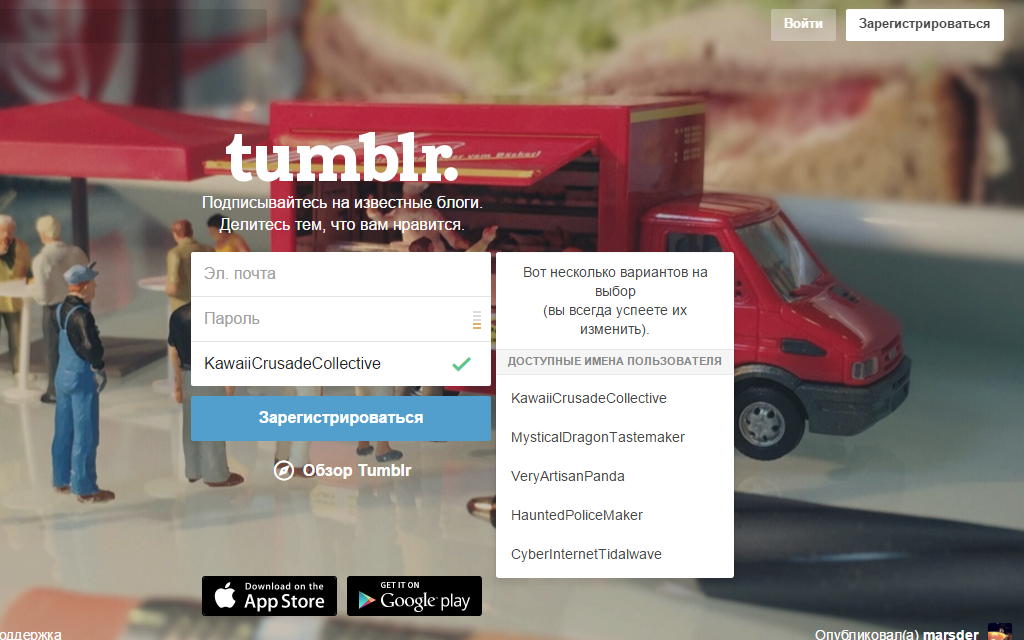 Войти
Зарегистрироваться
tumblr.
Подписывайтесь на известные блоги.
Делитесь тем, что вам нравится.
Эл. почта
Пароль
KawaiiCrusadeCollective
Зарегистрироваться
Обзор Tumblr
Вот несколько вариантов на
выбор
(вы всегда успеете их
изменить).
ДОСТУПНЫЕ ИМЕНА ПОЛЬЗОВАТЕЛЯ
KawaiiCrusadeCollective
MysticalDragonTastemaker
VeryArtisanPanda
HauntedPoliceMaker
CyberInternetTidalwave
Download on the
App Store
GET IT ON
Google play
оддержка
Опубликовал(а) marsder